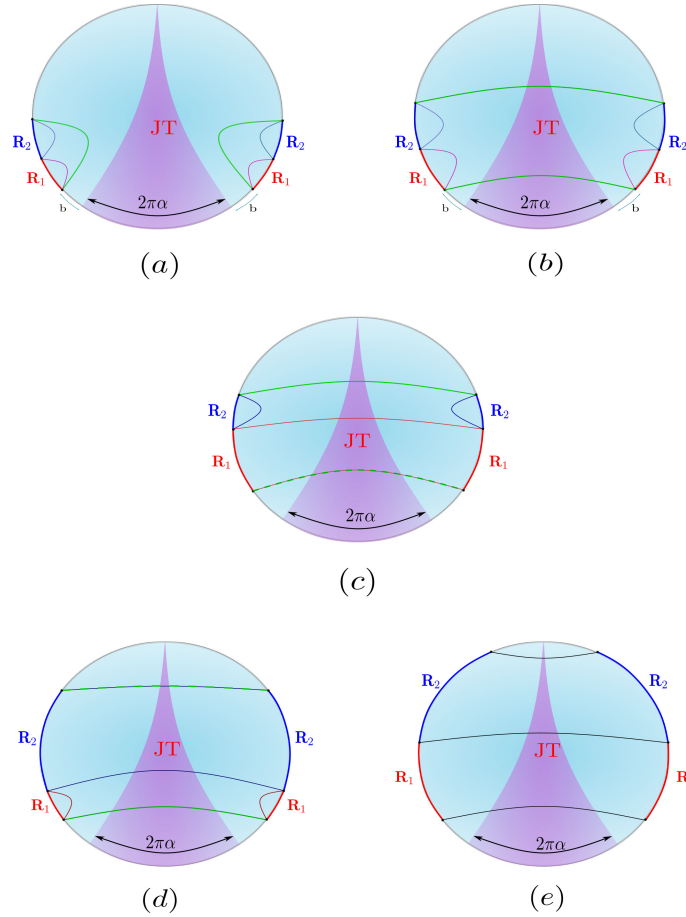 JT
JT
R₂ R₂ R₂ R₂
R₁ R₁ R₁ R₁
2πα 2πα
b b b b
(a) (b)
R₂ R₂
JT
R₁ R₁
2πα
(c)
R₂ R₂
R₂ JT R₂ R₁ JT R
R₁ R₁
2πα 2πα
(d) (e)